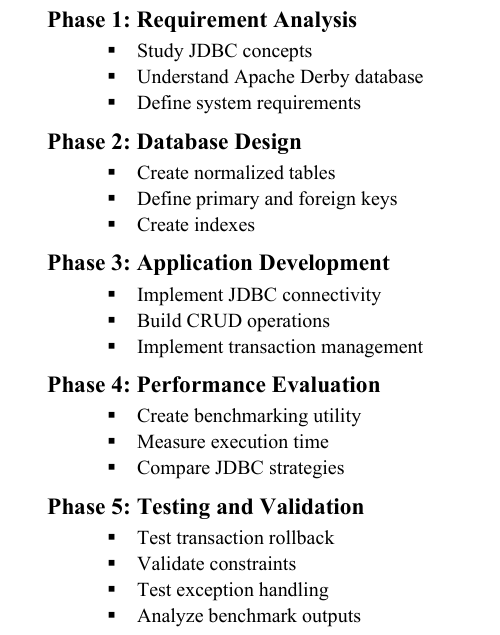 Phase 1: Requirement Analysis
▪ Study JDBC concepts
▪ Understand Apache Derby database
▪ Define system requirements
Phase 2: Database Design
▪ Create normalized tables
▪ Define primary and foreign keys
▪ Create indexes
Phase 3: Application Development
▪ Implement JDBC connectivity
▪ Build CRUD operations
▪ Implement transaction management
Phase 4: Performance Evaluation
▪ Create benchmarking utility
▪ Measure execution time
▪ Compare JDBC strategies
Phase 5: Testing and Validation
▪ Test transaction rollback
▪ Validate constraints
▪ Test exception handling
▪ Analyze benchmark outputs